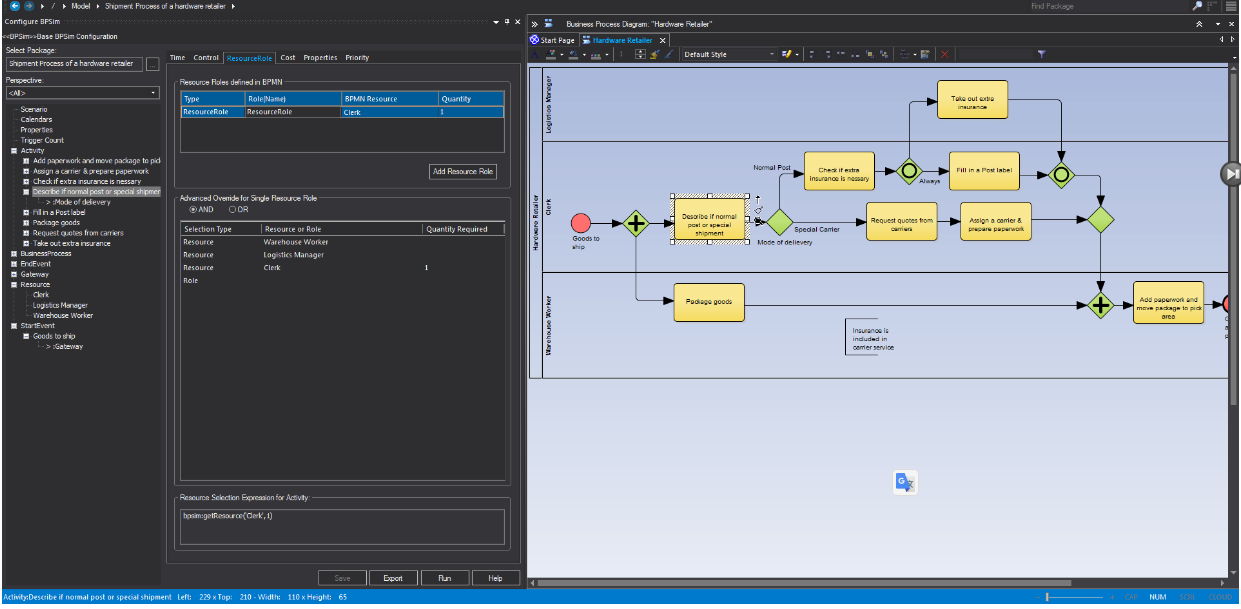 / Model Shipment Process of a hardware retailer
Find Package
Configure BPSim
<<BPSim>>Base BPSim Configuration
Select Package:
Shipment Process of a hardware retailer
...
Perspective:
<All>
Scenario
Calendars
Properties
Trigger Count
Activity
Add paperwork and move package to pic
Assign a carrier & prepare paperwork
Check if extra insurance is nessary
Describe if normal post or special shipmer
> :Mode of delievery
Fill in a Post label
Package goods
Request quotes from carriers
Take out extra insurance
BusinessProcess
EndEvent
Gateway
Resource
Clerk
Logistics Manager
Warehouse Worker
StartEvent
Goods to ship
> :Gateway
Time Control ResourceRole Cost Properties Priority
Resource Roles defined in BPMN
Type Role(Name) BPMN Resource Quantity
ResourceRole ResourceRole Clerk 1
Add Resource Role
Advanced Override for Single Resource Role
AND OR
Selection Type Resource or Role Quantity Required
Resource Warehouse Worker
Resource Logistics Manager
Resource Clerk 1
Role
Resource Selection Expression for Activity:
bpsim:getResource('Clerk',1)
Save Export Run Help
Business Process Diagram: "Hardware Retailer"
Start Page Hardware Retailer
Default Style
Hardware Retailer
Logistics Manager
Take out extra
insurance
Clerk
Goods to
ship
Describe if normal
post or special
shipment
Mode of delievery
Normal Post
Special Carrier
Check if extra
insurance is nessary
Always
Fill in a Post label
Request quotes from
carriers
Assign a carrier &
prepare paperwork
Warehouse Worker
Package goods
Insurance is
included in
carrier service
Add paperwork and
move package to pick
area
G
Activity:Describe if normal post or special shipment Left: 229 x Top: 210 - Width: 110 x Height: 65
CAP NUM SCRL CLOUD